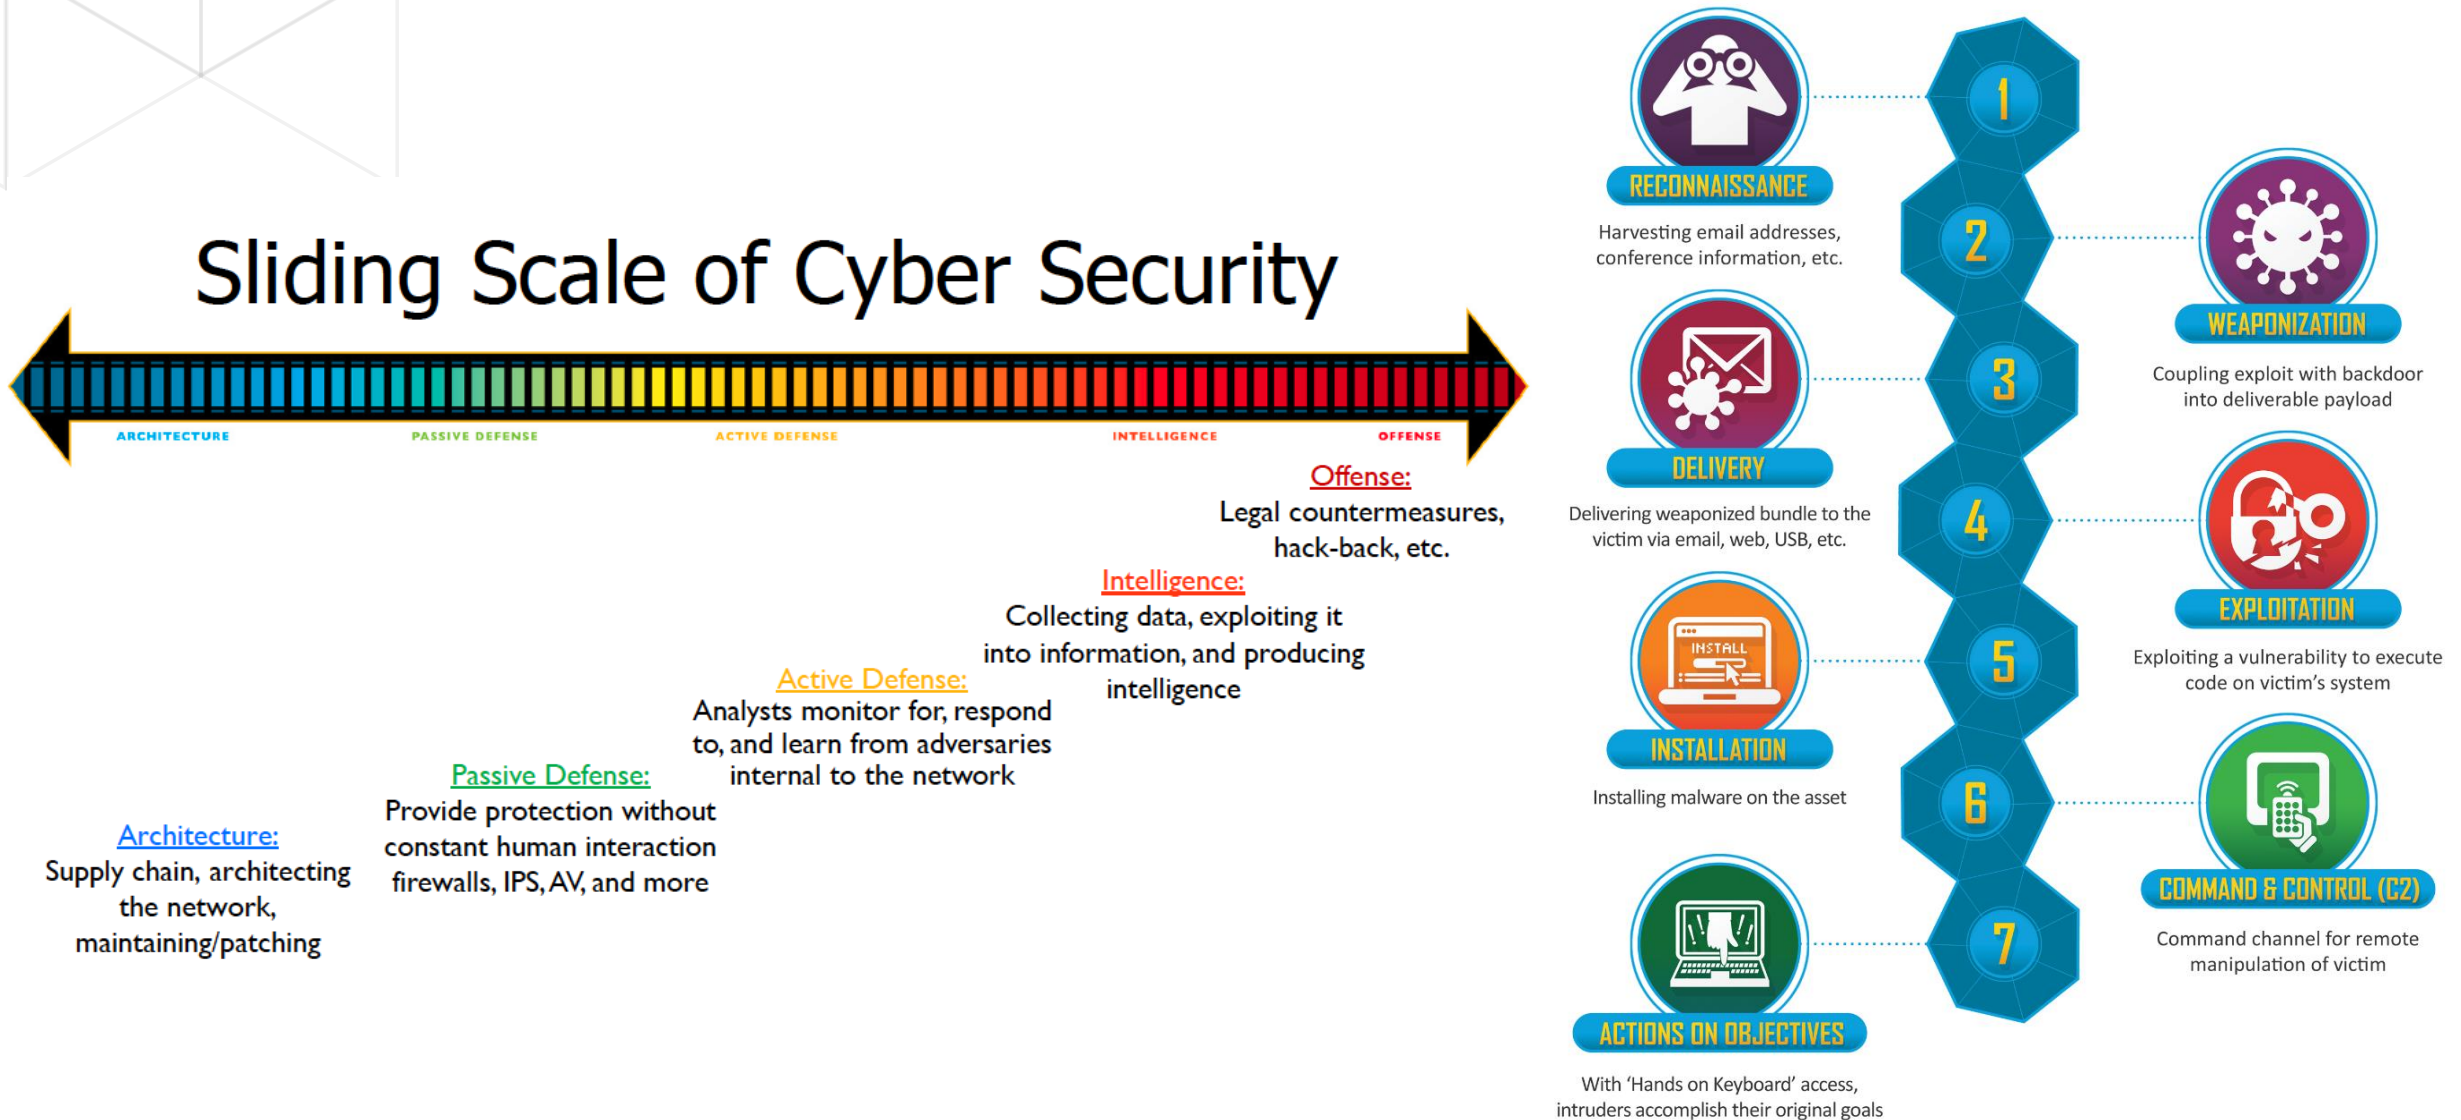 Sliding Scale of Cyber Security
ARCHITECTURE
PASSIVE DEFENSE
ACTIVE DEFENSE
INTELLIGENCE
OFFENSE
Architecture:
Supply chain, architecting
the network,
maintaining/patching
Passive Defense:
Provide protection without
constant human interaction
firewalls, IPS, AV, and more
Active Defense:
Analysts monitor for, respond
to, and learn from adversaries
internal to the network
Intelligence:
Collecting data, exploiting it
into information, and producing
intelligence
Offense:
Legal countermeasures,
hack-back, etc.
1
RECONNAISSANCE
Harvesting email addresses,
conference information, etc.
2
WEAPONIZATION
Coupling exploit with backdoor
into deliverable payload
3
DELIVERY
Delivering weaponized bundle to the
victim via email, web, USB, etc.
4
EXPLOITATION
Exploiting a vulnerability to execute
code on victim's system
5
INSTALL
INSTALLATION
Installing malware on the asset
6
COMMAND & CONTROL (C2)
Command channel for remote
manipulation of victim
7
ACTIONS ON OBJECTIVES
With ‘Hands on Keyboard’ access,
intruders accomplish their original goals